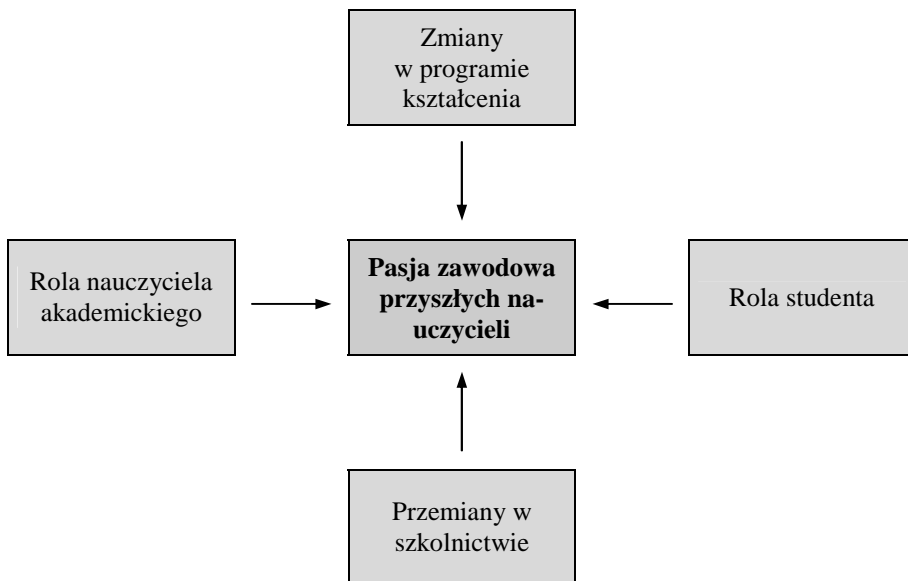 Zmiany
w programie
kształcenia
Rola nauczyciela
akademickiego
Pasja zawodowa
przyszłych na-
uczycieli
Rola studenta
Przemiany w
szkolnictwie